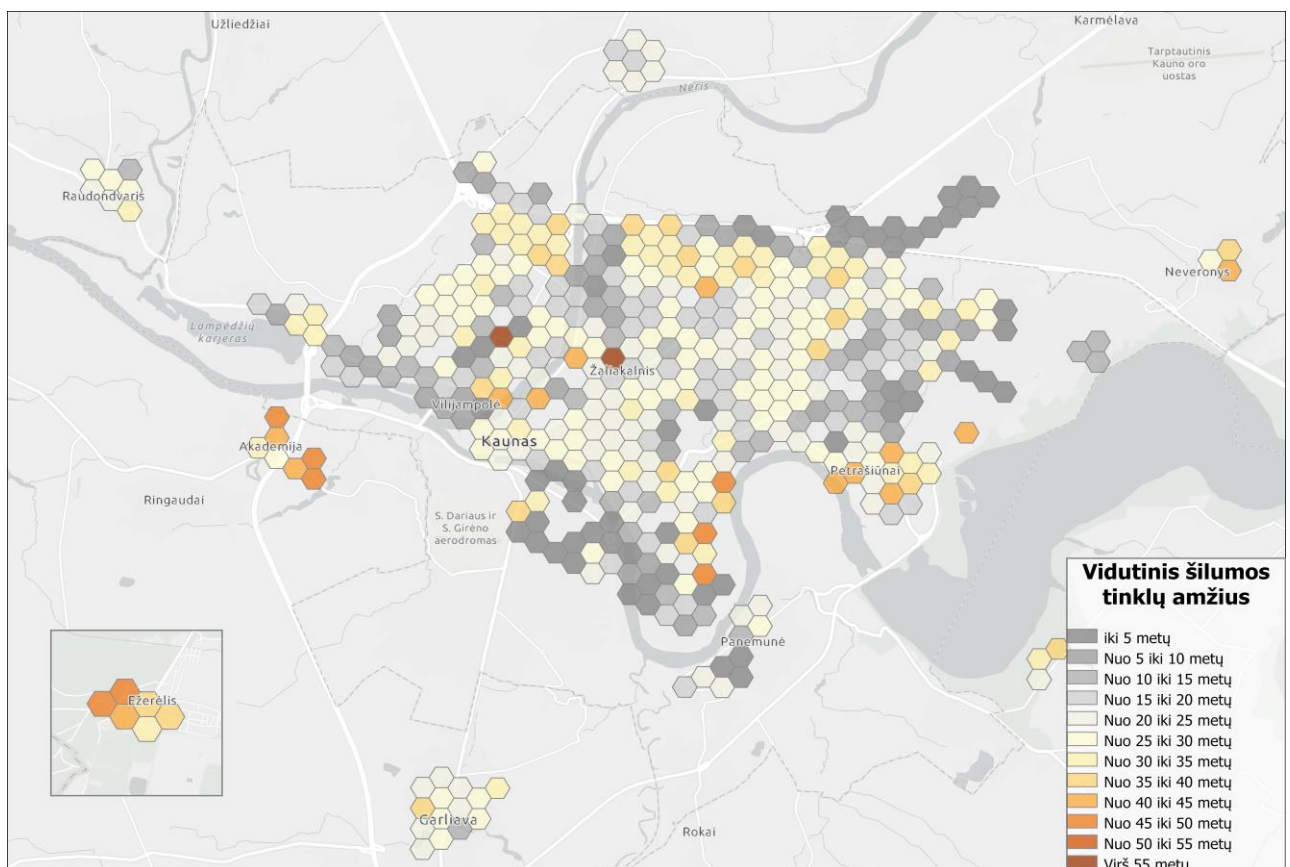 Užliedžiai
Karmėlava
Tarptautinis
Kauno oro
uostas
Neris
Raudondvaris
Neveronys
Lampėdžių
karjeras
Žaliakalnis
Vilijampolė
Kaunas
Akademija
Petrašiūnai
Ringaudai
S. Dariaus ir
S. Girėno
aerodromas
Panemunė
Ežerėlis
Garliava
Rokai
Vidutinis šilumos
tinklų amžius
iki 5 metų
Nuo 5 iki 10 metų
Nuo 10 iki 15 metų
Nuo 15 iki 20 metų
Nuo 20 iki 25 metų
Nuo 25 iki 30 metų
Nuo 30 iki 35 metų
Nuo 35 iki 40 metų
Nuo 40 iki 45 metų
Nuo 45 iki 50 metų
Nuo 50 iki 55 metų
Virš 55 metų